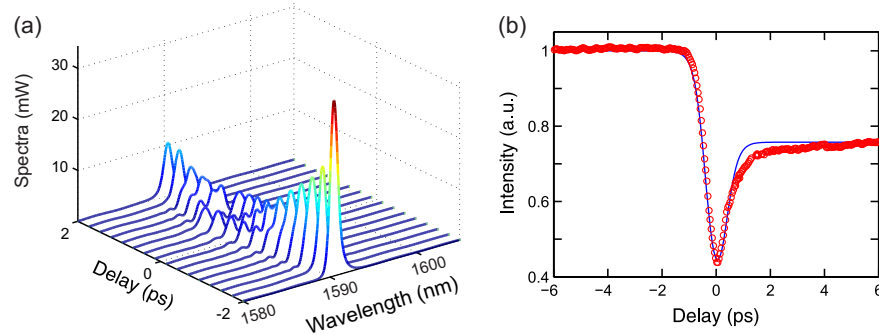 (a)
30
20
10
Spectra (mW)
2
0
-2
Delay (ps)
1580
1590
1600
Wavelength (nm)
(b)
1
0.8
0.6
0.4
Intensity (a.u.)
−6 −4 −2 0 2 4 6
Delay (ps)